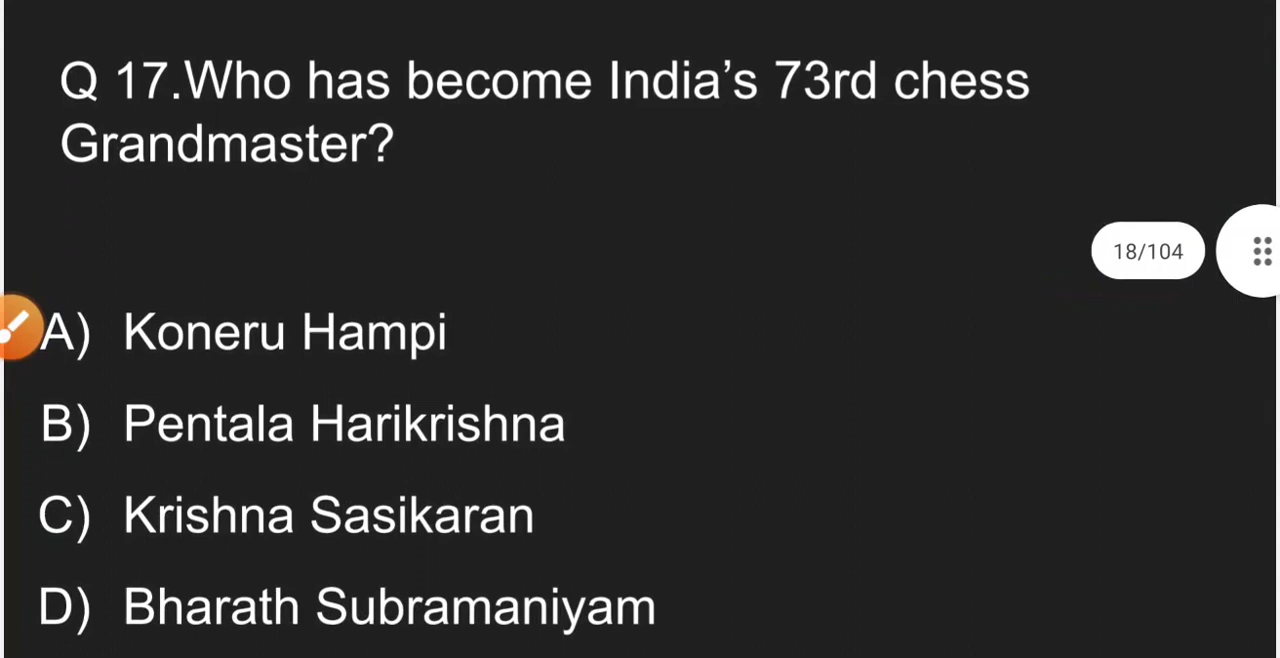 Q 17.Who has become India’s 73rd chess
Grandmaster?
18/104
A) Koneru Hampi
B) Pentala Harikrishna
C) Krishna Sasikaran
D) Bharath Subramaniyam